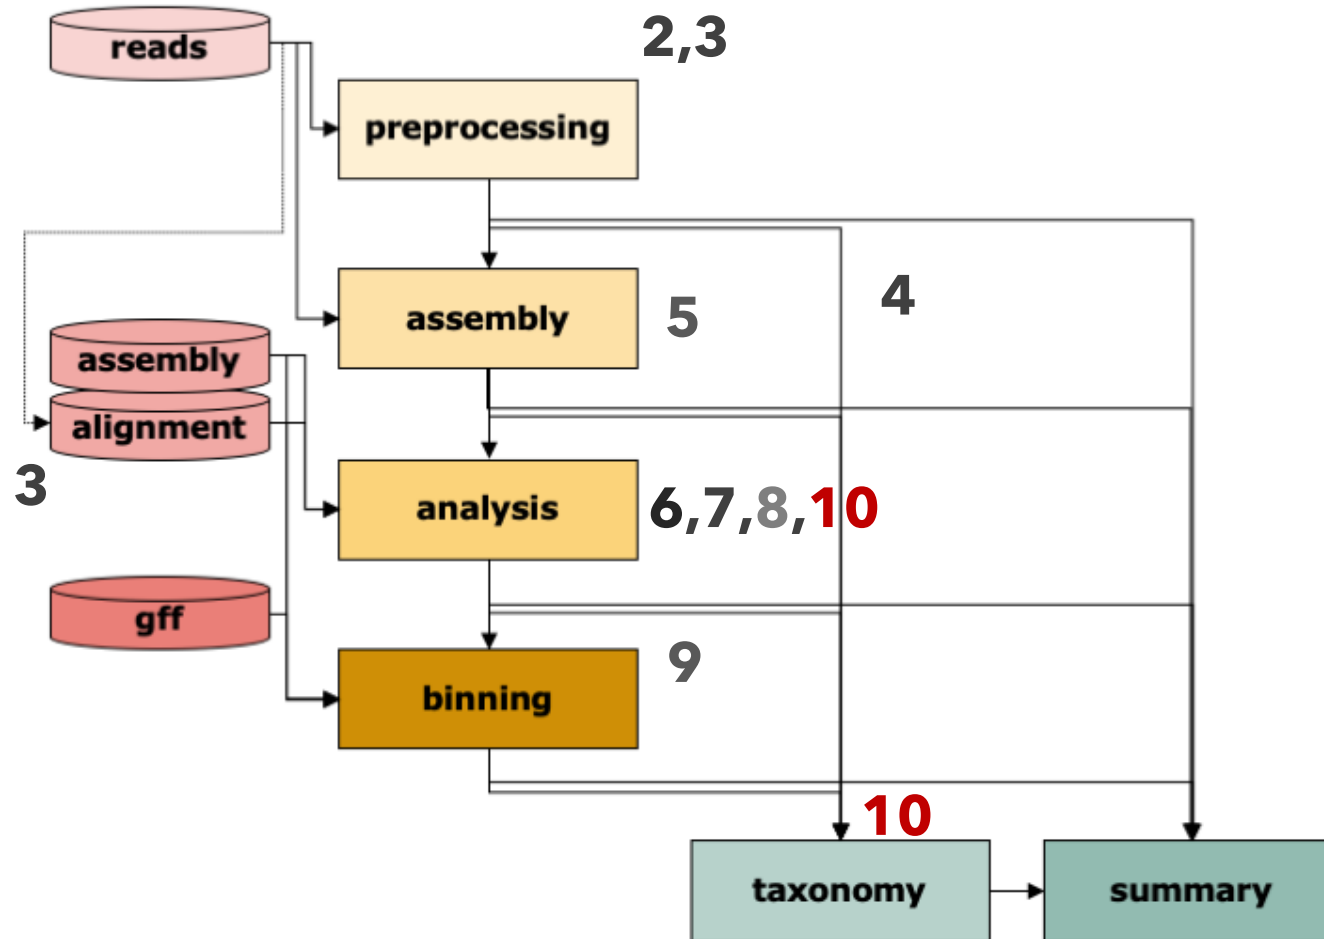 reads
2,3
preprocessing
4
assembly
5
assembly
alignment
3
analysis
6,7,8,10
gff
binning
9
10
taxonomy
summary